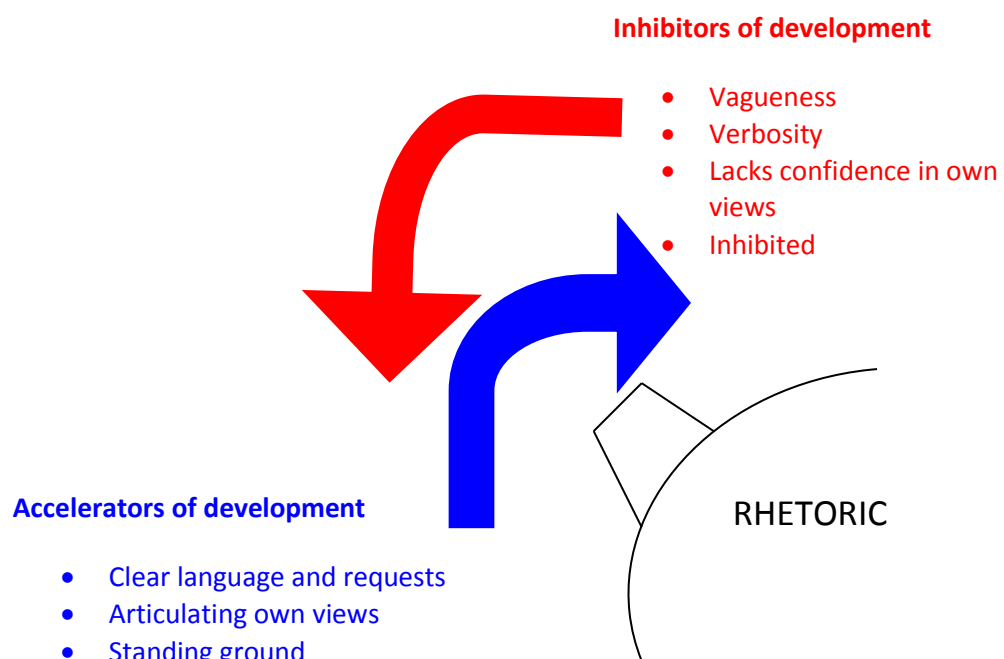 Inhibitors of development
• Vagueness
• Verbosity
• Lacks confidence in own
views
• Inhibited
RHETORIC
Accelerators of development
• Clear language and requests
• Articulating own views
• Standing ground